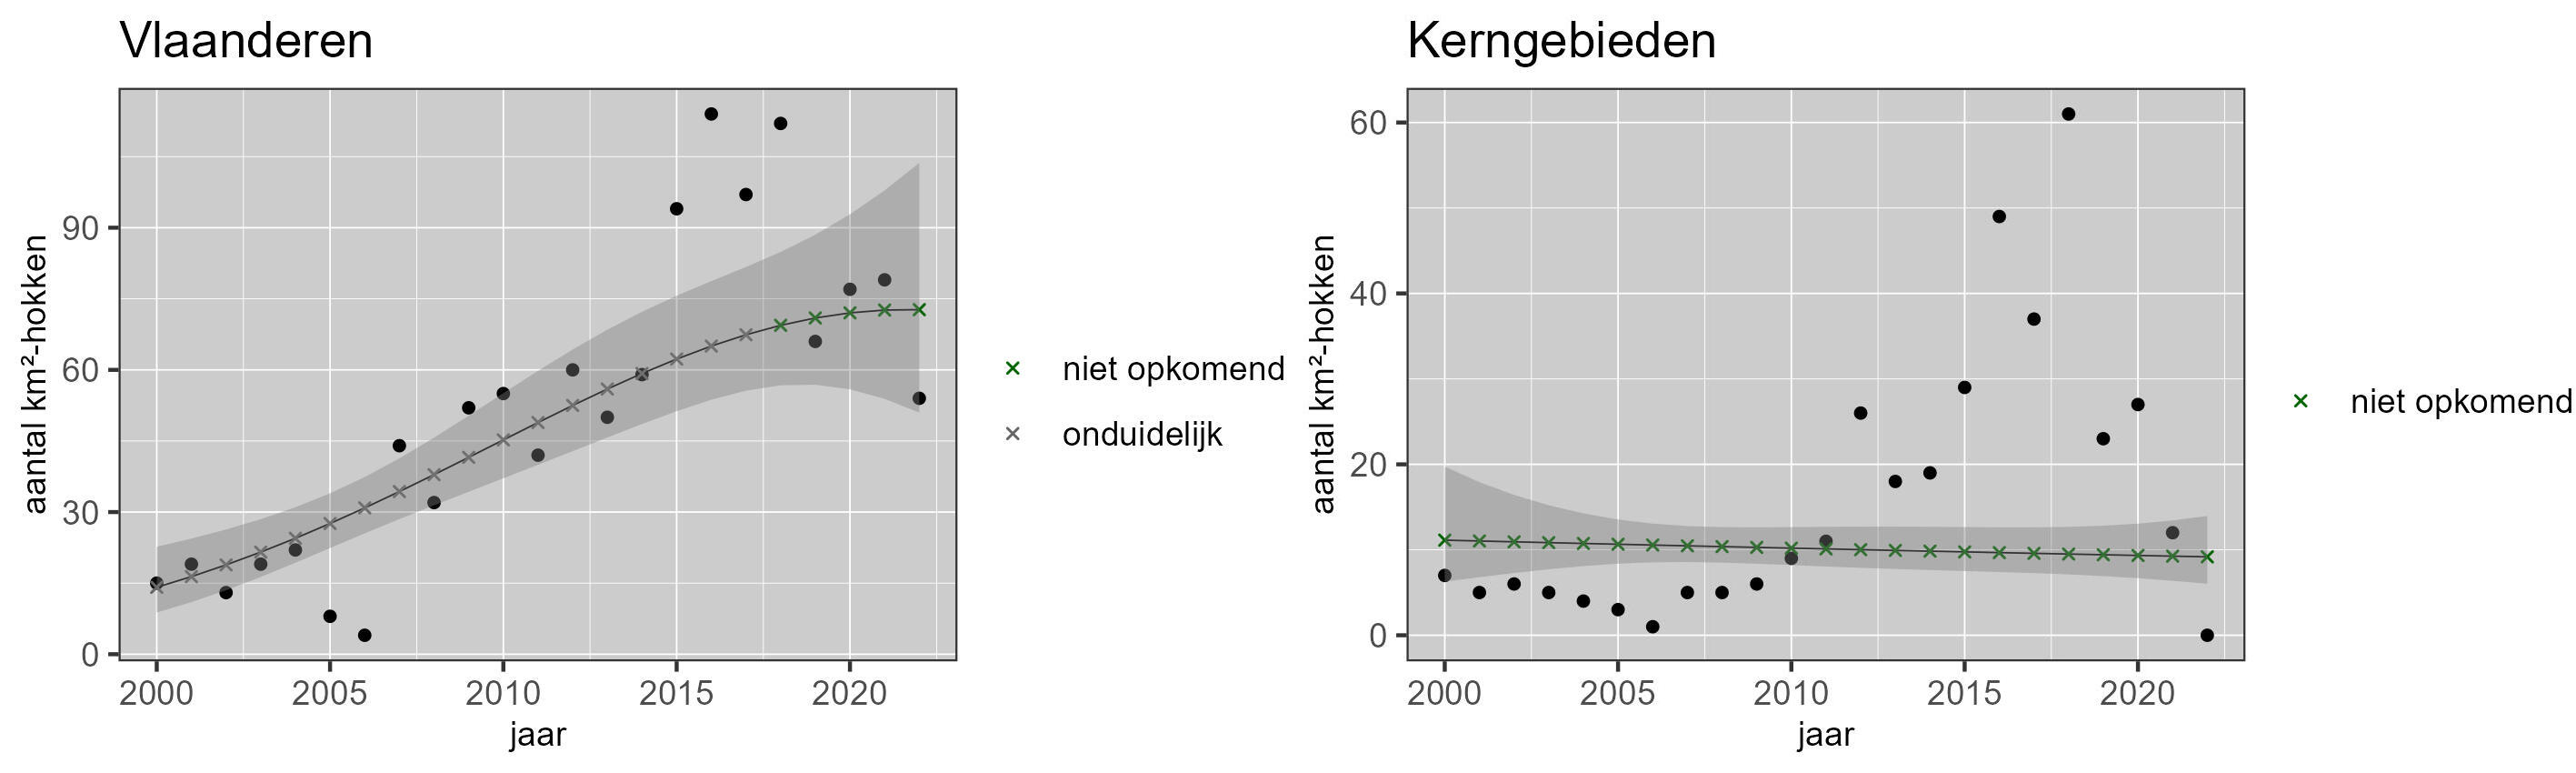 Vlaanderen
aantal km²-hokken
90
60
30
0
2000 2005 2010 2015 2020
jaar
niet opkomend
onduidelijk
Kerngebieden
aantal km²-hokken
60
40
20
0
2000 2005 2010 2015 2020
jaar
niet opkomend